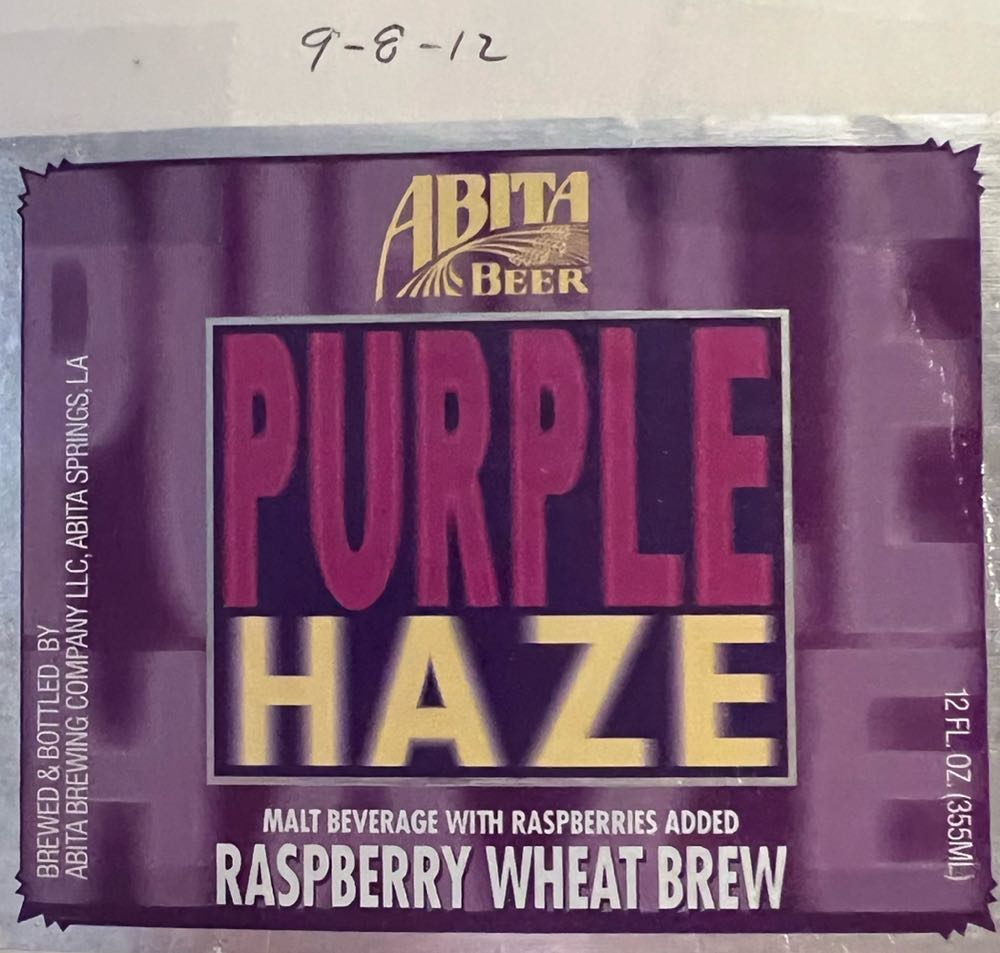 9-8-12
ABITA
BEER
PURPLE
HAZE
MALT BEVERAGE WITH RASPBERRIES ADDED
RASPBERRY WHEAT BREW
BREWED & BOTTLED BY
ABITA BREWING COMPANY LLC, ABITA SPRINGS, LA
12 FL. OZ. (355ML)